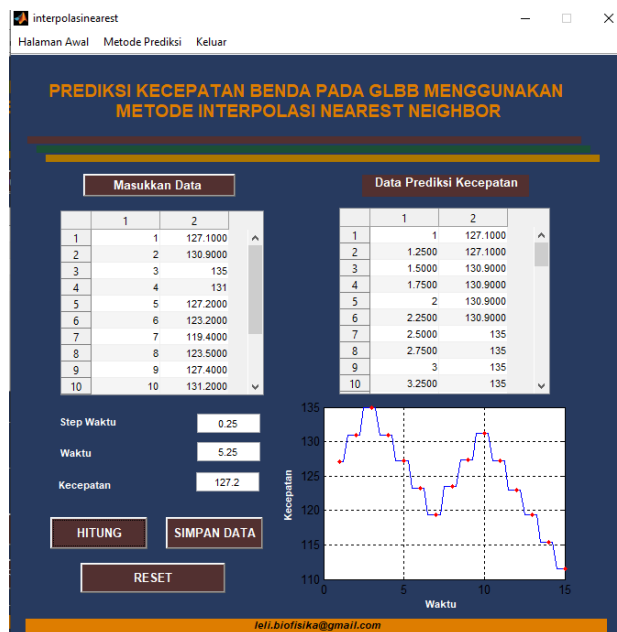 interpolasinearest
Halaman Awal Metode Prediksi Keluar
PREDIKSI KECEPATAN BENDA PADA GLBB MENGGUNAKAN
METODE INTERPOLASI NEAREST NEIGHBOR
Masukkan Data
1 2
1 1 127.1000
2 2 130.9000
3 3 135
4 4 131
5 5 127.2000
6 6 123.2000
7 7 119.4000
8 8 123.5000
9 9 127.4000
10 10 131.2000
Data Prediksi Kecepatan
1 2
1 1 127.1000
2 1.2500 127.1000
3 1.5000 130.9000
4 1.7500 130.9000
5 2 130.9000
6 2.2500 130.9000
7 2.5000 135
8 2.7500 135
9 3 135
10 3.2500 135
Step Waktu 0.25
Waktu 5.25
Kecepatan 127.2
HITUNG SIMPAN DATA
RESET
135
130
125
120
115
110
Kecepatan
0 5 10 15
Waktu
leli.biofisika@gmail.com